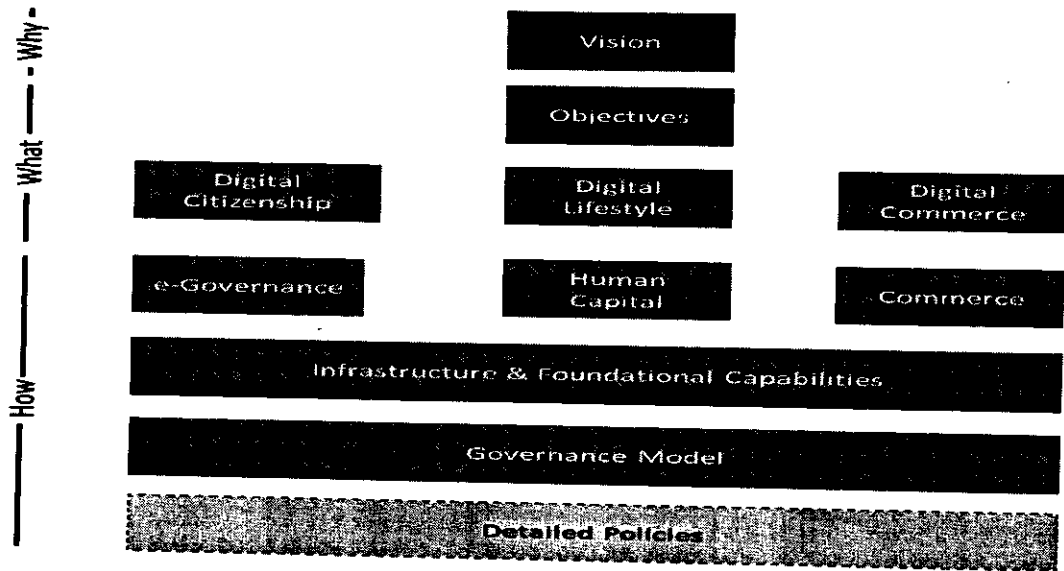 Why
Vision
What
Objectives
Digital
Citizenship
Digital
Lifestyle
Digital
Commerce
How
e-Governance
Human
Capital
Commerce
Infrastructure & Foundational Capabilities
Governance Model
Detailed Policies